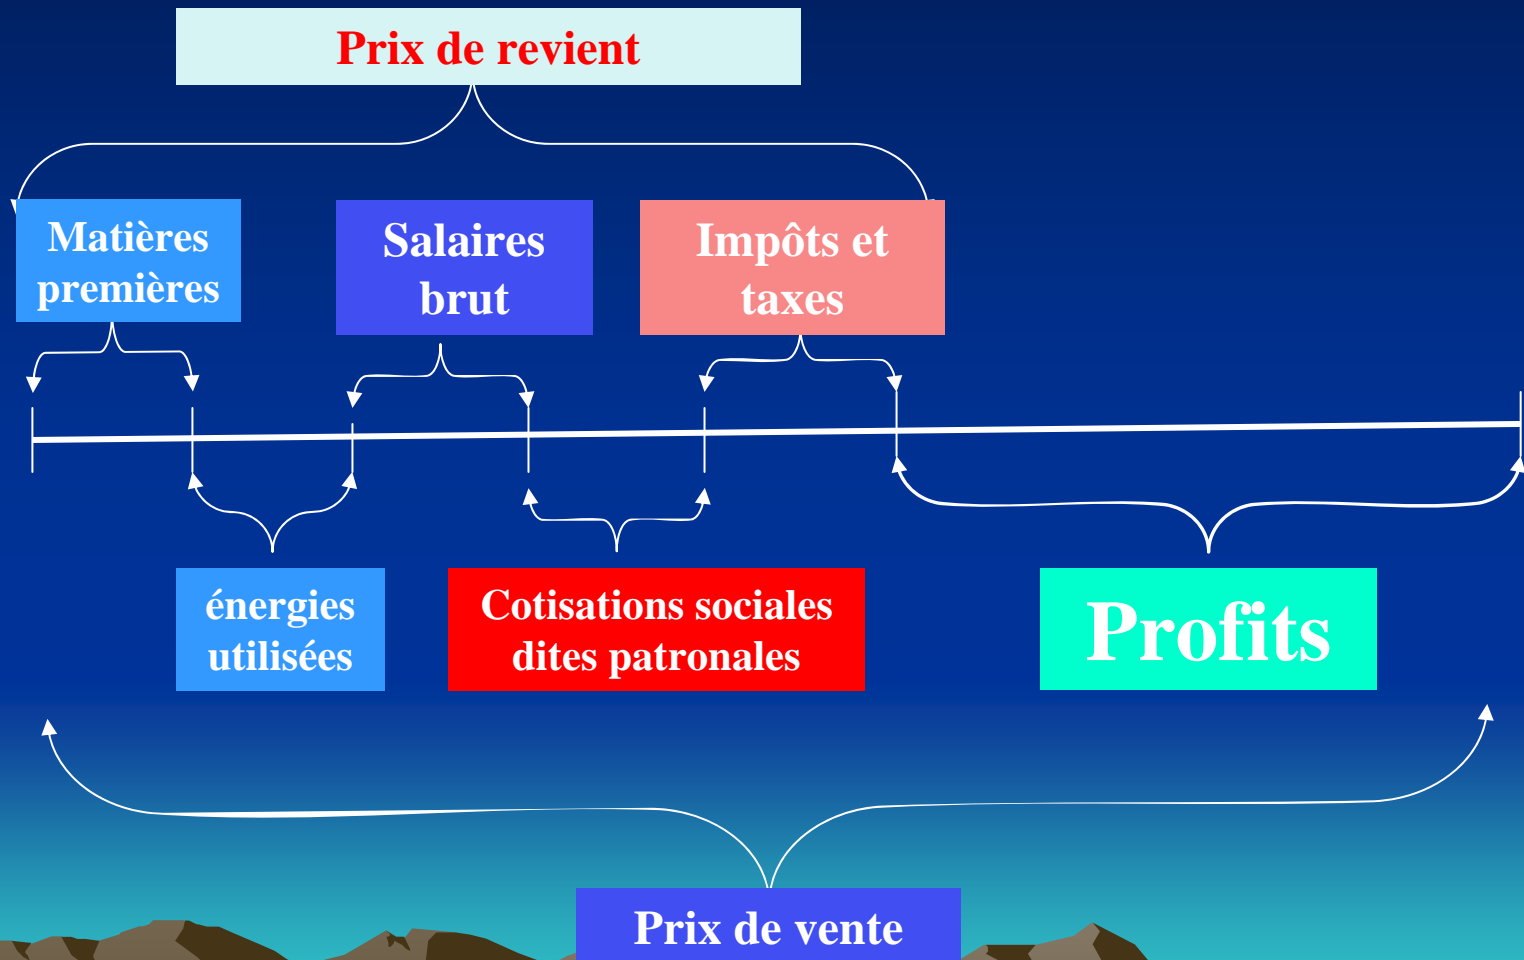 Prix de revient
Matières
premières
Salaires
brut
Impôts et
taxes
énergies
utilisées
Cotisations sociales
dites patronales
Profits
Prix de vente